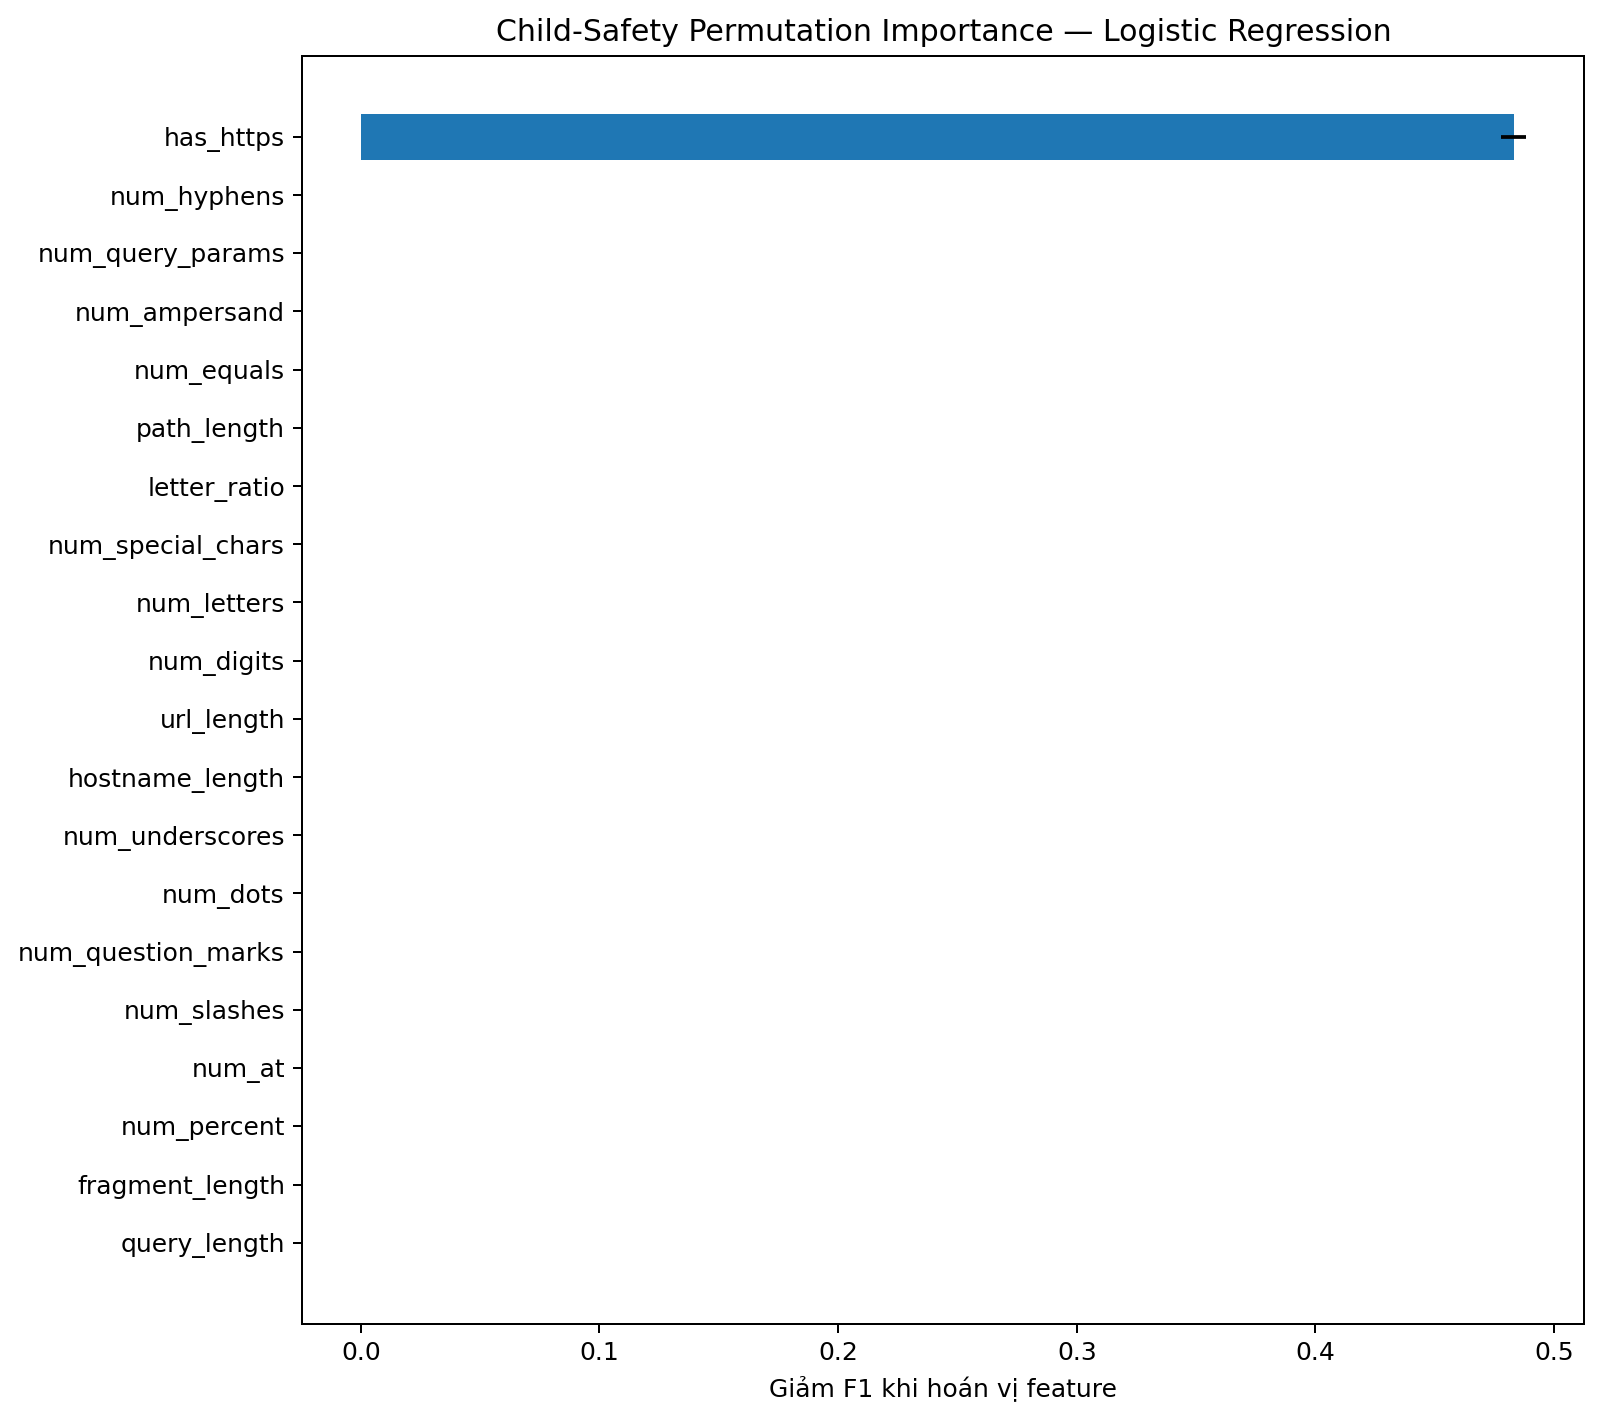 Child-Safety Permutation Importance — Logistic Regression
has_https
num_hyphens
num_query_params
num_ampersand
num_equals
path_length
letter_ratio
num_special_chars
num_letters
num_digits
url_length
hostname_length
num_underscores
num_dots
num_question_marks
num_slashes
num_at
num_percent
fragment_length
query_length
0.0 0.1 0.2 0.3 0.4 0.5
Giảm F1 khi hoán vị feature